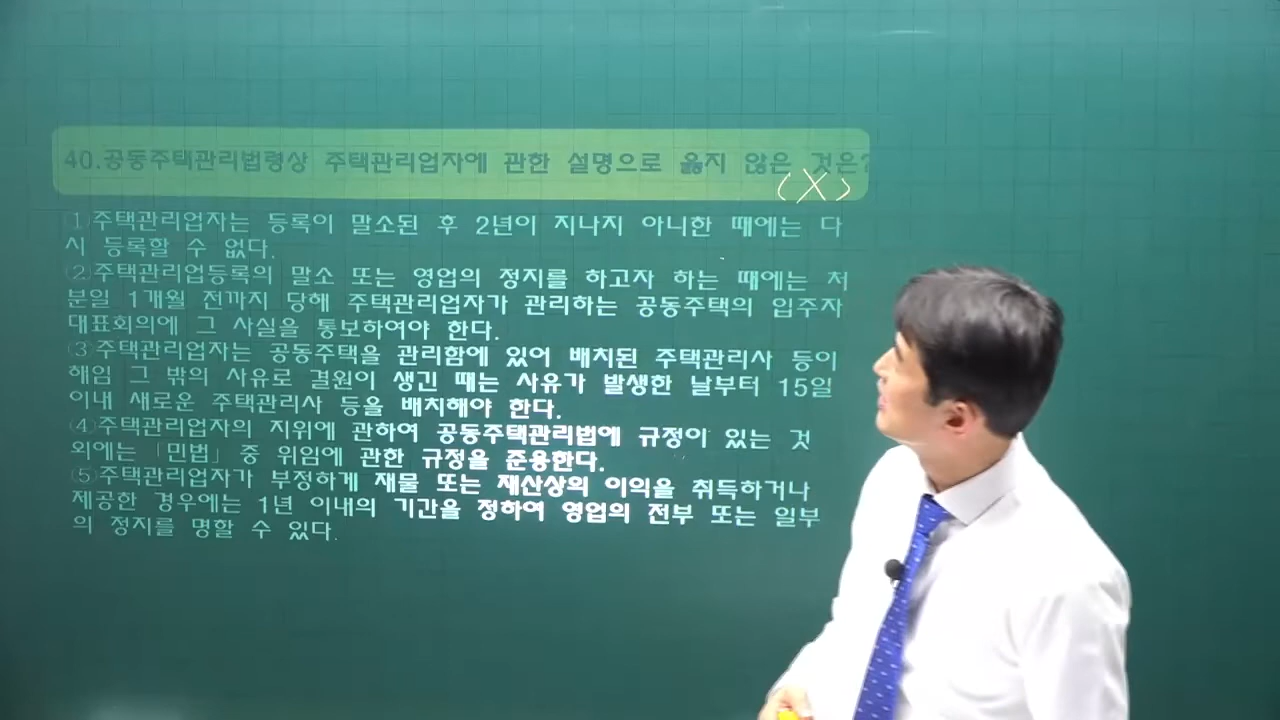 40.공동주택관리법령상 주택관리업자에 관한 설명으로 옳지 않은 것은?
(X)
①주택관리업자는 등록이 말소된 후 2년이 지나지 아니한 때에는 다
시 등록할 수 없다.
②주택관리업등록의 말소 또는 영업의 정지를 하고자 하는 때에는 처
분일 1개월 전까지 당해 주택관리업자가 관리하는 공동주택의 입주자
대표회의에 그 사실을 통보하여야 한다.
③주택관리업자는 공동주택을 관리함에 있어 배치된 주택관리사 등이
해임 그 밖의 사유로 결원이 생긴 때는 사유가 발생한 날부터 15일
이내 새로운 주택관리사 등을 배치해야 한다.
④주택관리업자의 지위에 관하여 공동주택관리법에 규정이 있는 것
외에는 「민법」 중 위임에 관한 규정을 준용한다.
⑤주택관리업자가 부정하게 재물 또는 재산상의 이익을 취득하거나
제공한 경우에는 1년 이내의 기간을 정하여 영업의 전부 또는 일부
의 정지를 명할 수 있다.